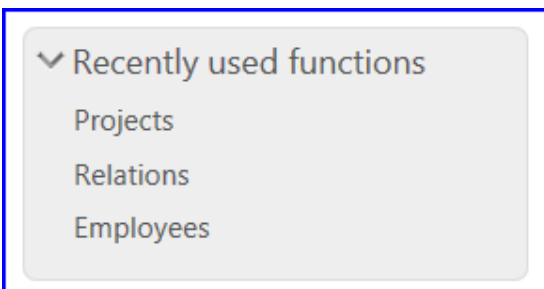 Recently used functions
Projects
Relations
Employees